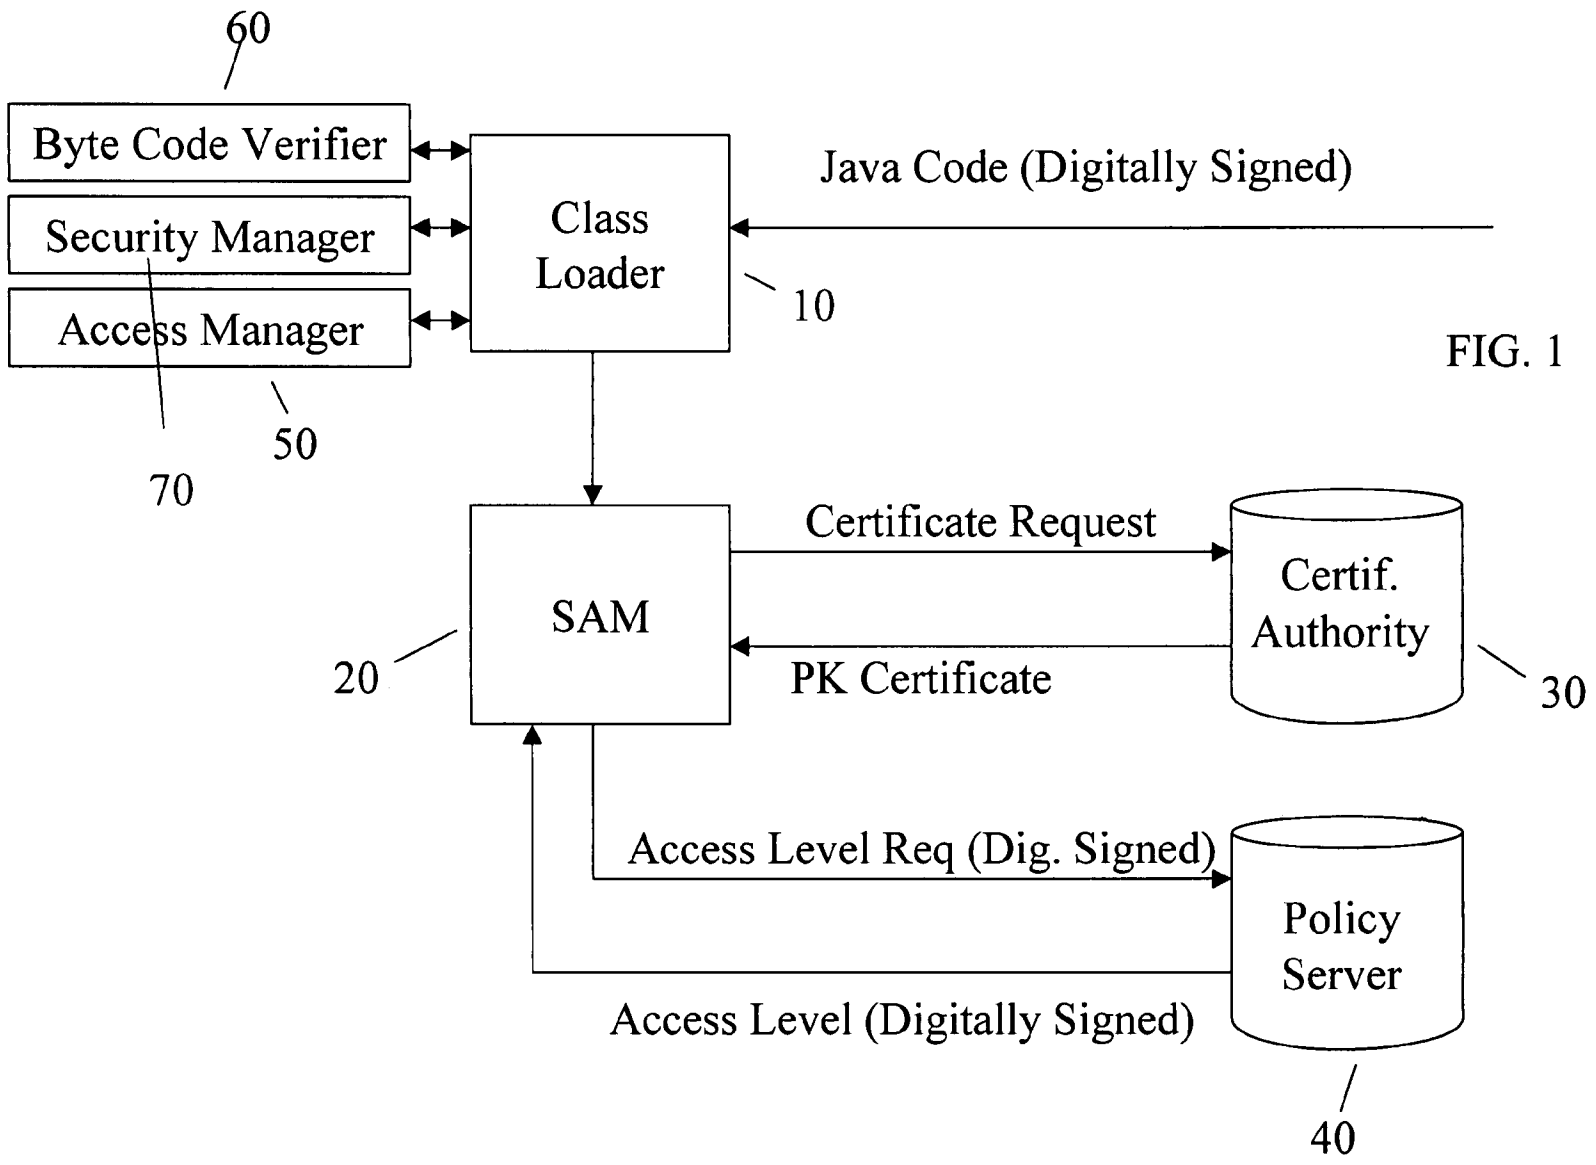 60
Byte Code Verifier
Security Manager
Access Manager
Class
Loader
Java Code (Digitally Signed)
10
FIG. 1
50
70
SAM
20
Certificate Request
PK Certificate
Certif.
Authority
30
Access Level Req (Dig. Signed)
Policy
Server
Access Level (Digitally Signed)
40